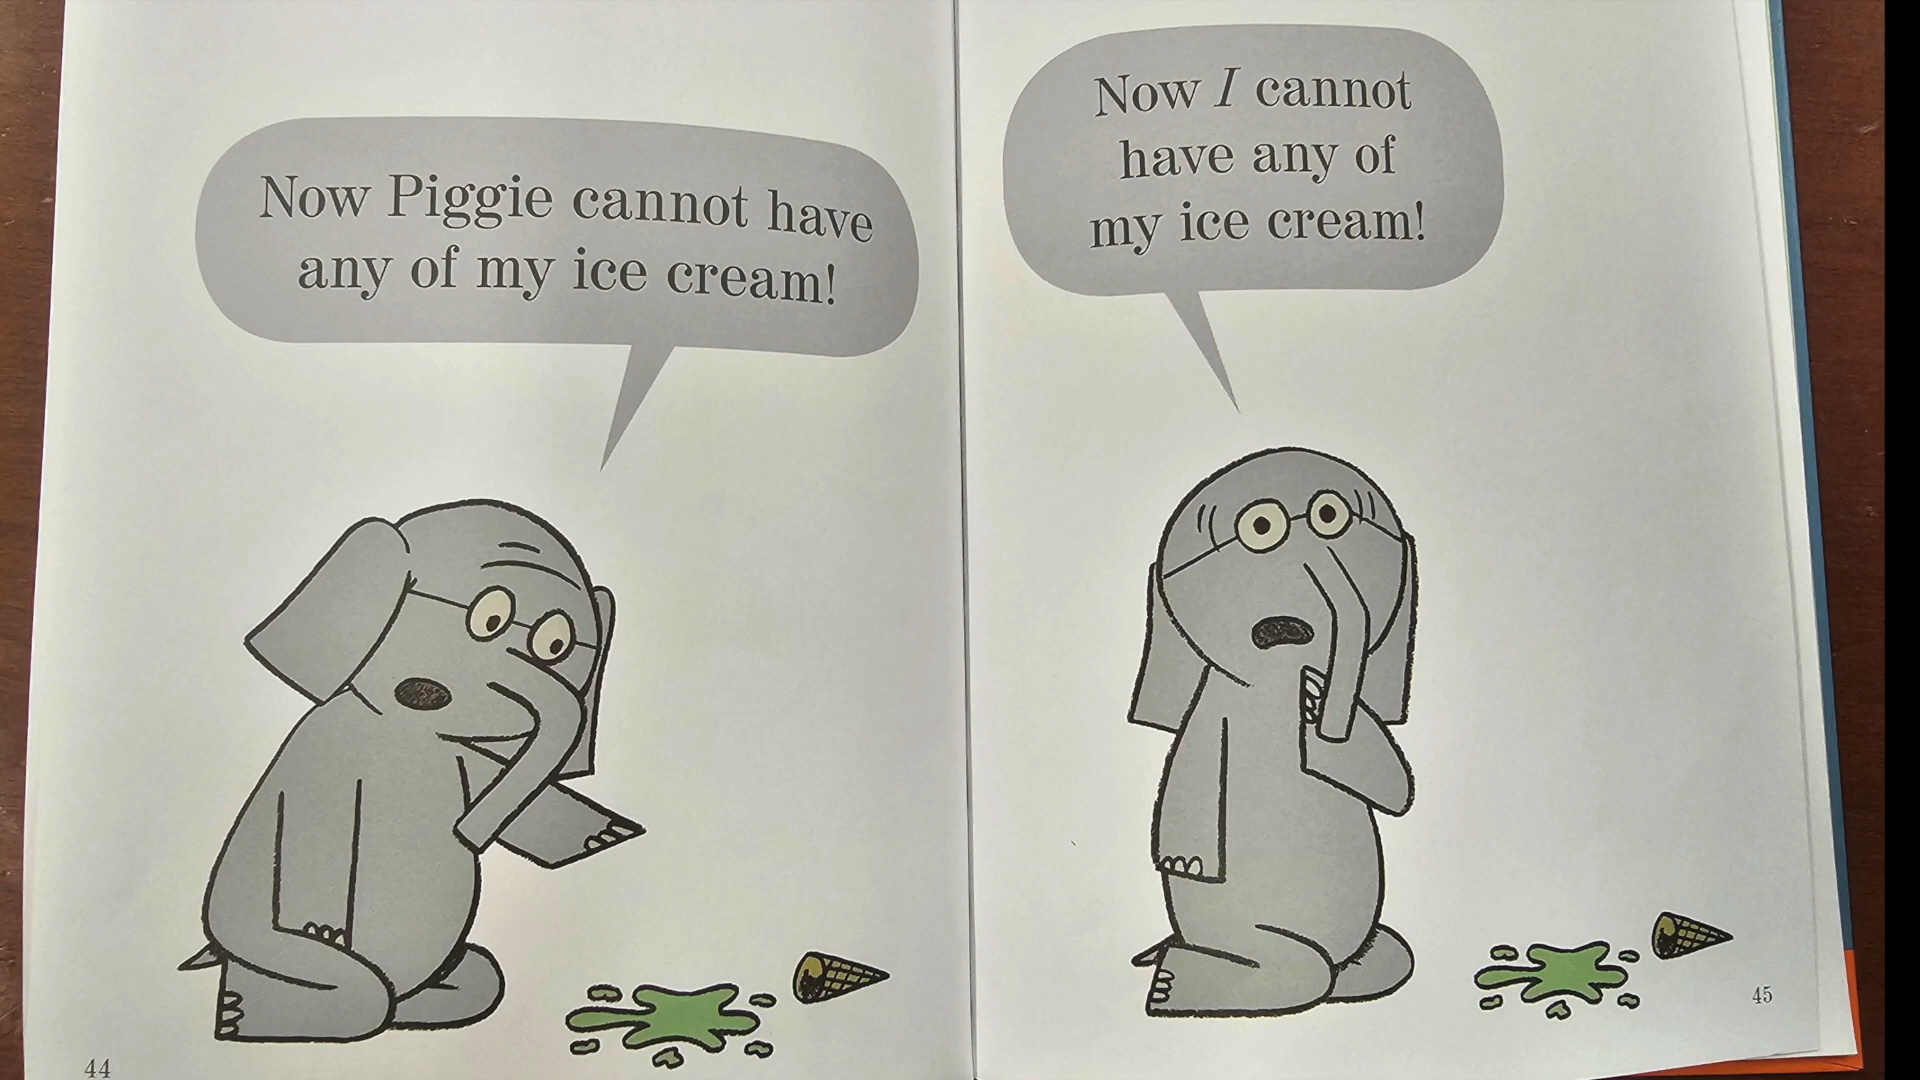 Now Piggie cannot have
any of my ice cream!
44
Now I cannot
have any of
my ice cream!
45